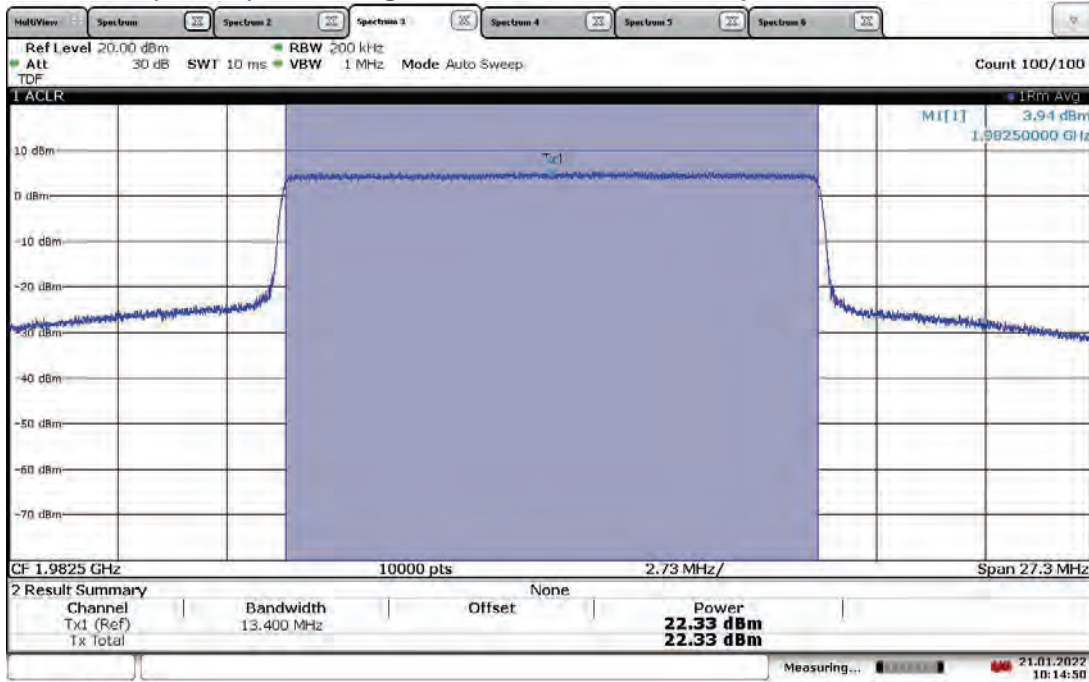 MultiView Spectrum Spectrum 2 Spectrum 3 Spectrum 4 Spectrum 5 Spectrum 6
Ref Level 20.00 dBm RBW 200 kHz
Att 30 dB SWT 10 ms VBW 1 MHz Mode Auto Sweep Count 100/100
TDF
1 ACLR 1Rm Avg
M1[1] 3.94 dBm
1.98250000 GHz
10 dBm
Tx1
0 dBm
-10 dBm
-20 dBm
-30 dBm
-40 dBm
-50 dBm
-60 dBm
-70 dBm
CF 1.9825 GHz 10000 pts 2.73 MHz/ Span 27.3 MHz
2 Result Summary None
Channel Bandwidth Offset Power
Tx1 (Ref) 13.400 MHz 22.33 dBm
Tx Total 22.33 dBm
Measuring... 21.01.2022
10:14:50